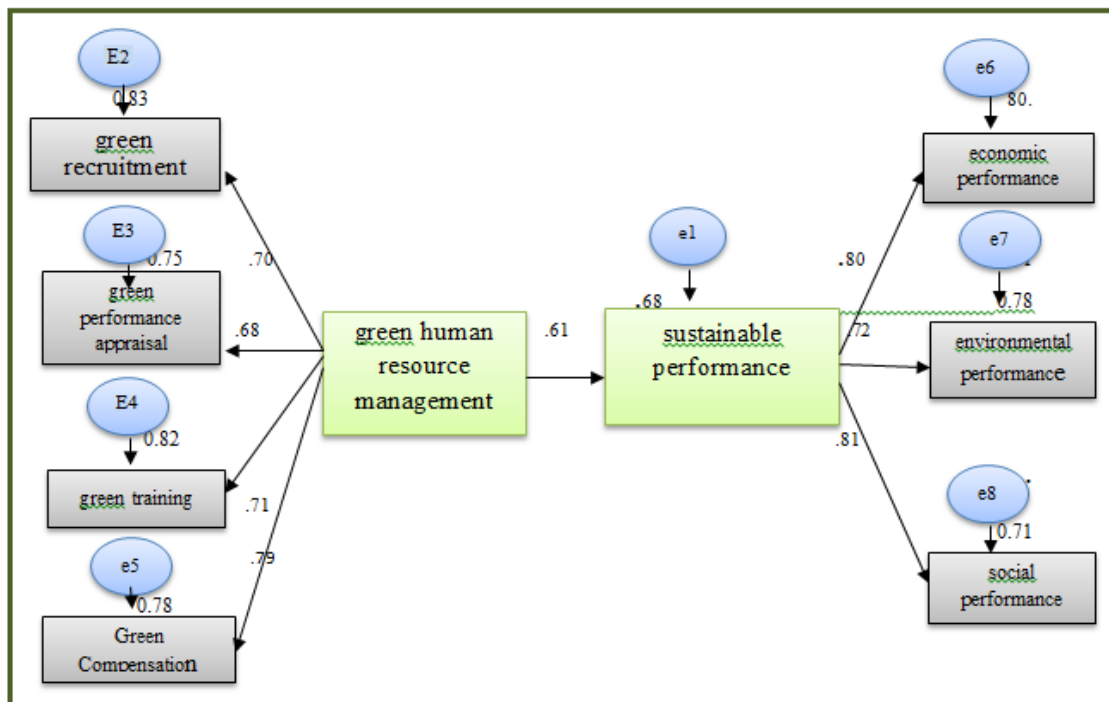 E2
0.83
green
recruitment
E3
0.75
green
performance
appraisal
E4
0.82
green training
e5
0.78
Green
Compensation
.70
.68
.71
.79
green human
resource
management
.61
e1
.68
sustainable
performance
.80
.72
.81
e6
80.
economic
performance
e7
0.78
environmental
performance
e8
0.71
social
performance